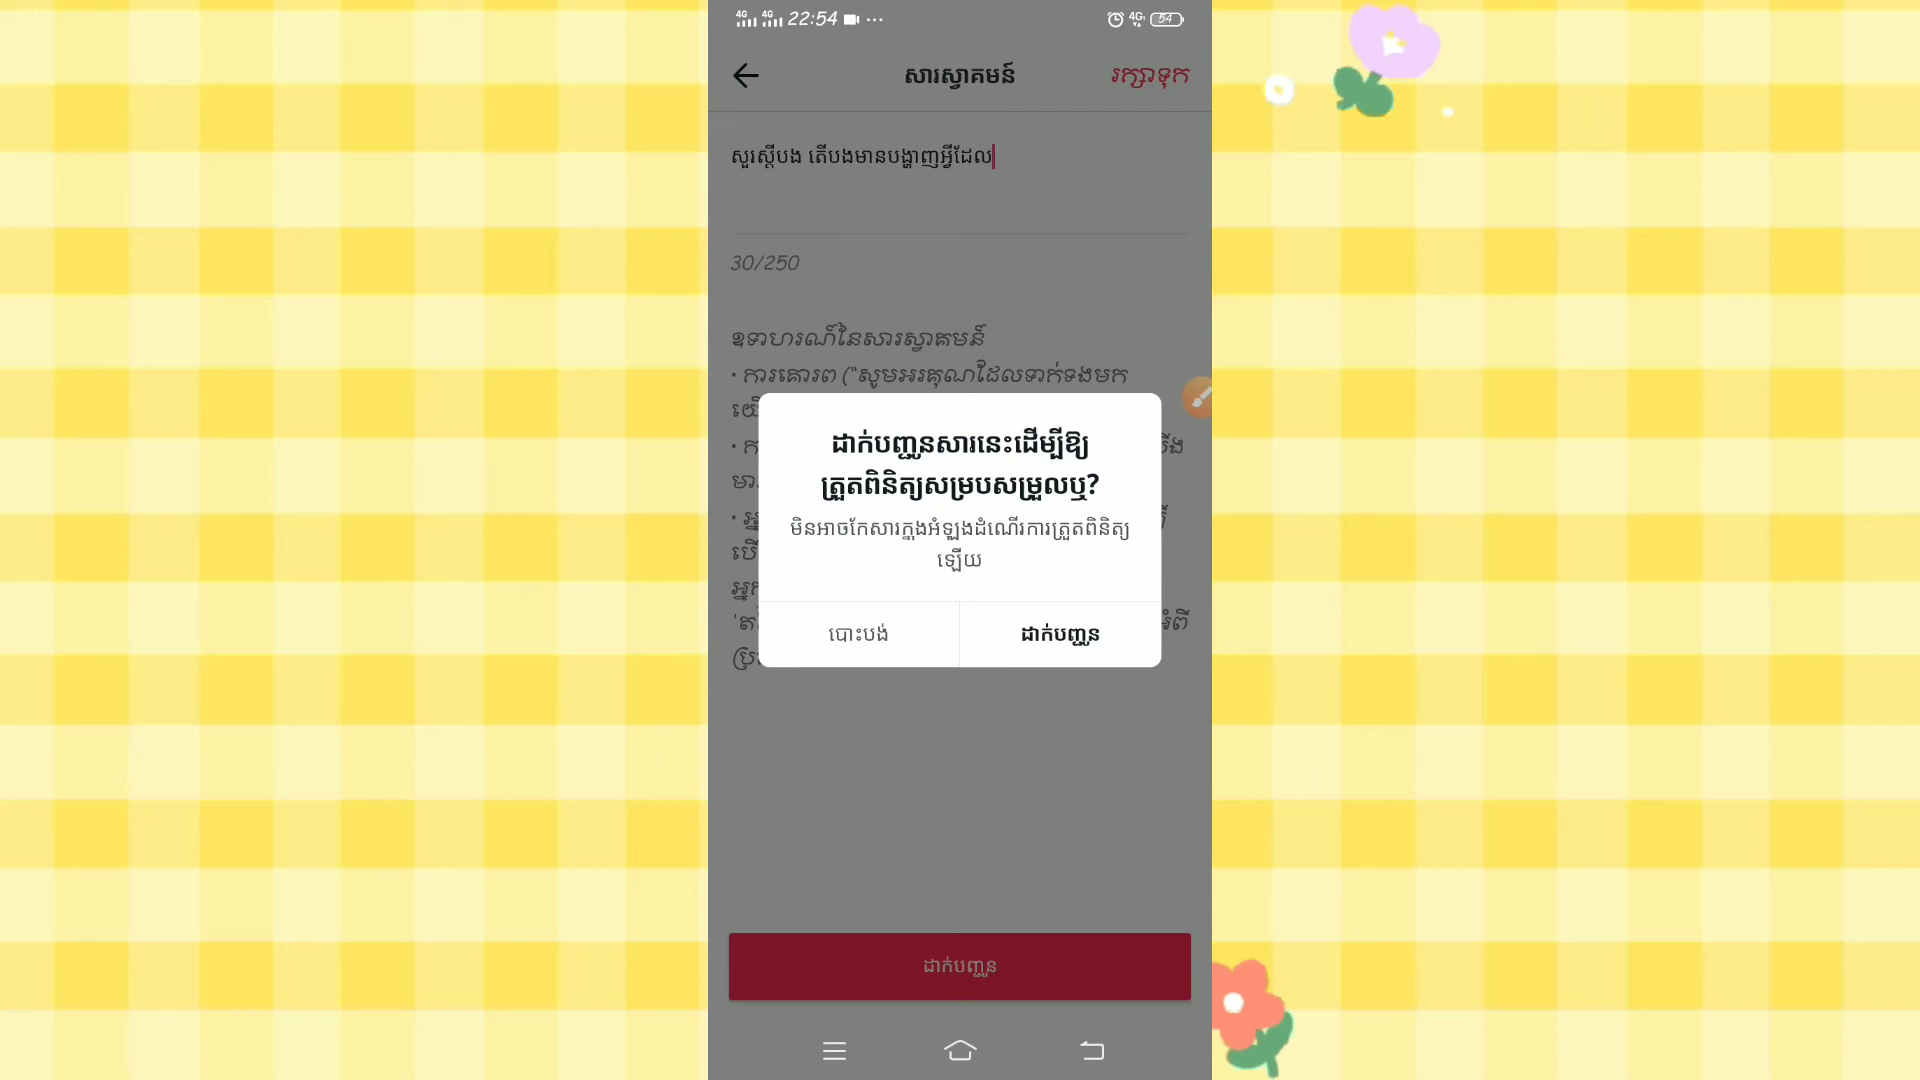 4G 4G 22:54 4G 54
សារស្វាគមន៍ រក្សាទុក
សួរស្តីបង តើបងមានបង្ហាញអ្វីដែល
30/250
ឧទាហរណ៍នៃសារស្វាគមន៍
• ការគោរព ("សូមអរគុណដែលទាក់ទងមក
ដាក់បញ្ជូនសារនេះដើម្បីឱ្យ
ត្រួតពិនិត្យសម្របសម្រួលឬ?
មិនអាចកែសារក្នុងអំឡុងដំណើរការត្រួតពិនិត្យ
ឡើយ
បោះបង់ ដាក់បញ្ជូន
ដាក់បញ្ជូន